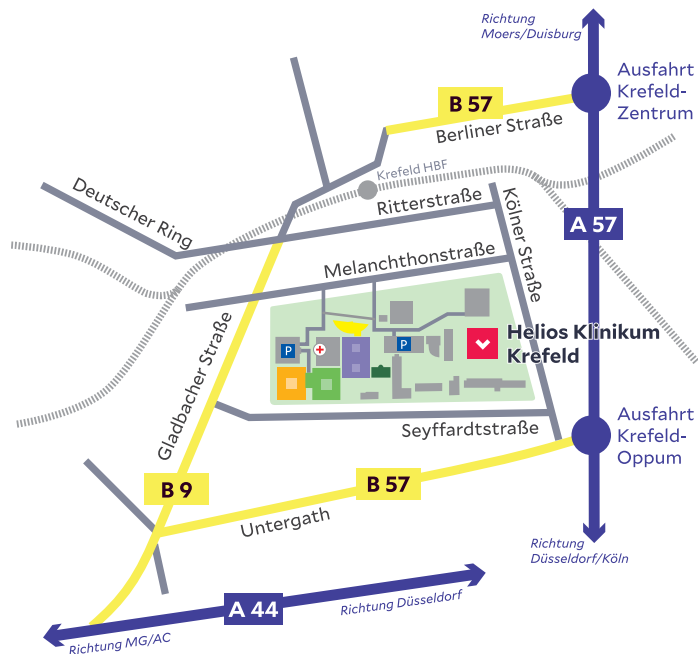 Richtung
Moers/Duisburg
Ausfahrt
Krefeld-
Zentrum
B 57
Berliner Straße
Krefeld HBF
Deutscher Ring
Ritterstraße
Kölner Straße
A 57
Melanchthonstraße
Gladbacher Straße
P
P
Helios Klinikum
Krefeld
Seyffardtstraße
Ausfahrt
Krefeld-
Oppum
B 9
B 57
Untergath
Richtung
Düsseldorf/Köln
A 44
Richtung Düsseldorf
Richtung MG/AC